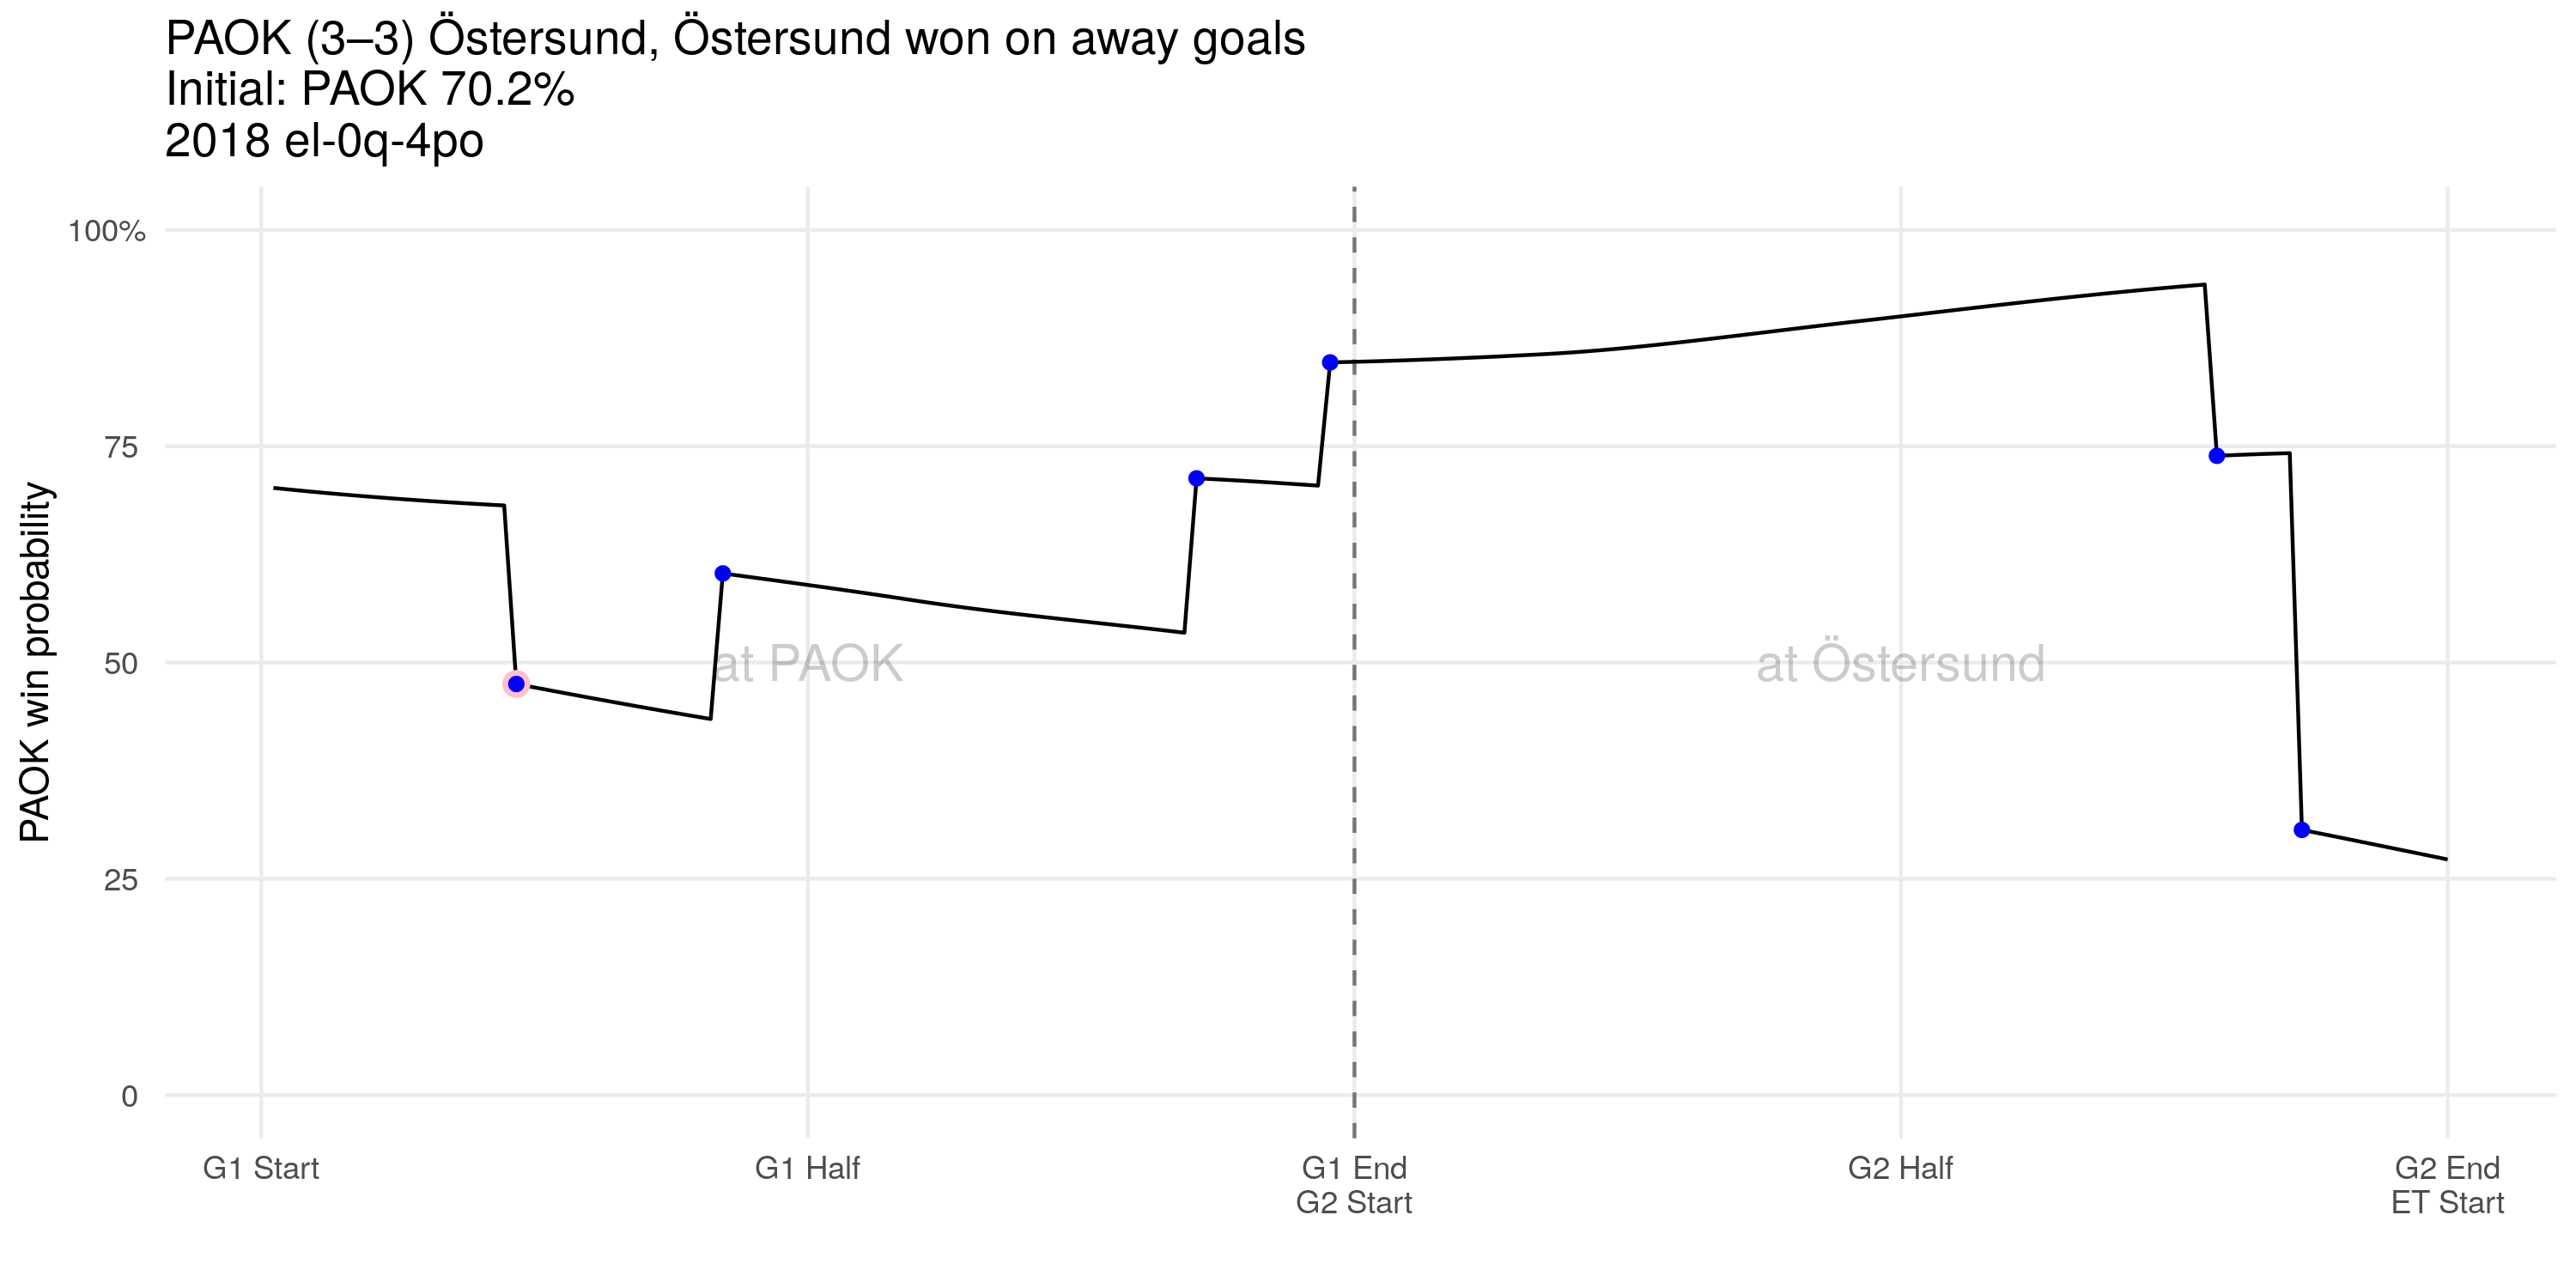 PAOK (3–3) Östersund, Östersund won on away goals
Initial: PAOK 70.2%
2018 el-0q-4po
PAOK win probability
100%
75
50
25
0
at PAOK
at Östersund
G1 Start
G1 Half
G1 End
G2 Start
G2 Half
G2 End
ET Start